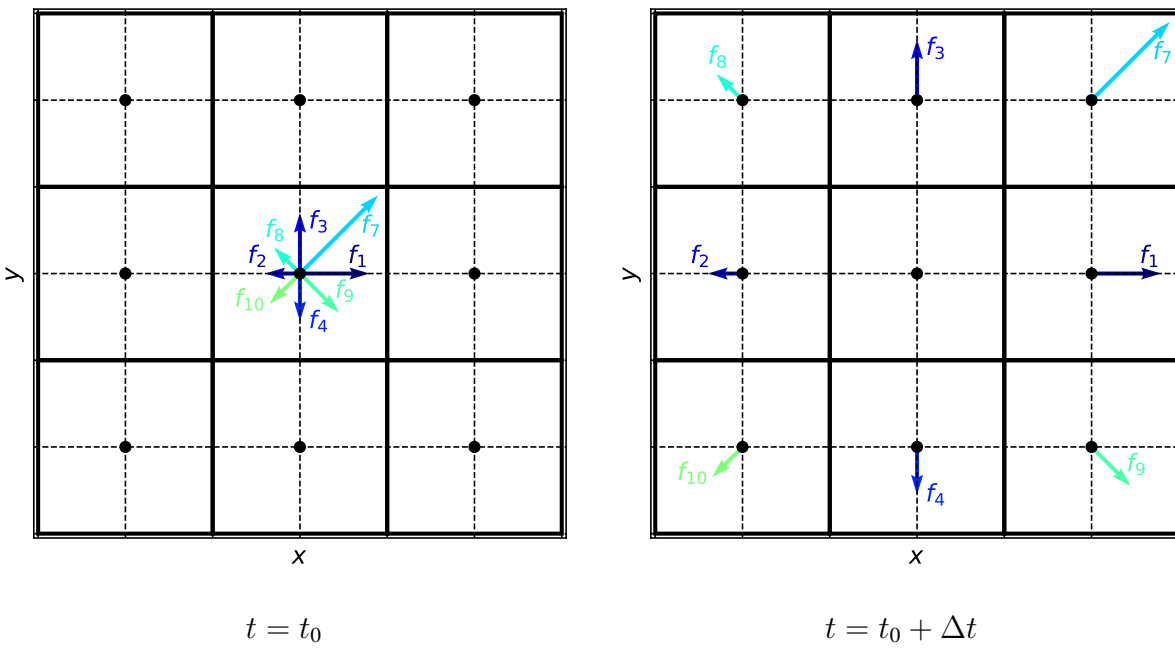 f₈ f₃ f₇
f₂ f₁
f₁₀ f₉
f₄
y
x
t = t₀
f₈ f₃ f₇
f₂ f₁
f₁₀ f₄ f₉
y
x
t = t₀ + Δt